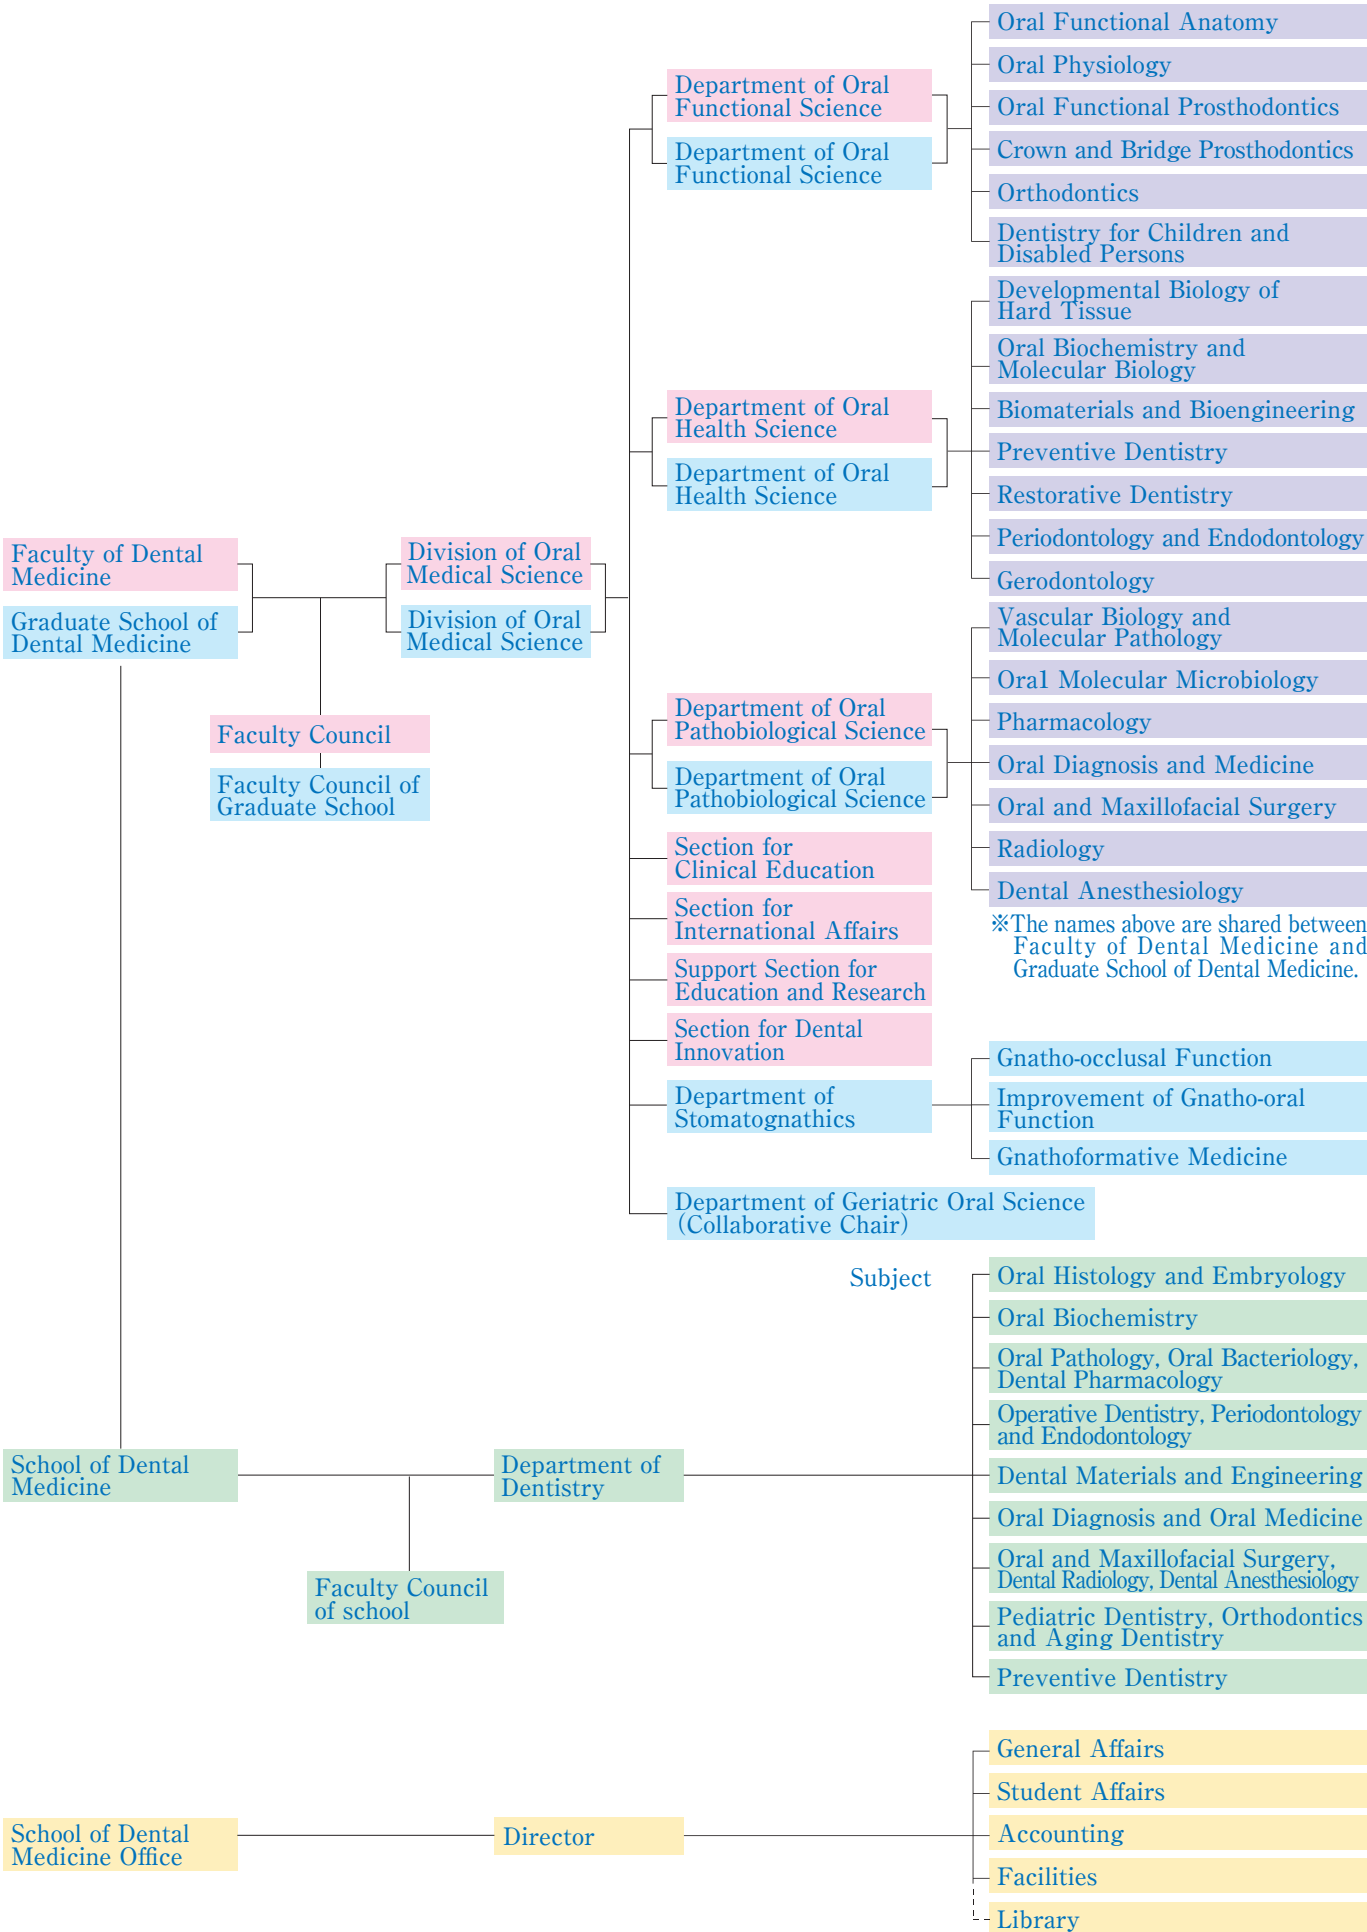 Oral Functional Anatomy
Oral Physiology
Department of Oral
Functional Science
Oral Functional Prosthodontics
Department of Oral
Functional Science
Crown and Bridge Prosthodontics
Orthodontics
Dentistry for Children and
Disabled Persons
Developmental Biology of
Hard Tissue
Oral Biochemistry and
Molecular Biology
Department of Oral
Health Science
Biomaterials and Bioengineering
Preventive Dentistry
Department of Oral
Health Science
Restorative Dentistry
Periodontology and Endodontology
Gerodontology
Faculty of Dental
Medicine
Division of Oral
Medical Science
Graduate School of
Dental Medicine
Division of Oral
Medical Science
Vascular Biology and
Molecular Pathology
Ora1 Molecular Microbiology
Faculty Council
Department of Oral
Pathobiological Science
Pharmacology
Faculty Council of
Graduate School
Department of Oral
Pathobiological Science
Oral Diagnosis and Medicine
Oral and Maxillofacial Surgery
Section for
Clinical Education
Radiology
Dental Anesthesiology
Section for
International Affairs
※The names above are shared between
Faculty of Dental Medicine and
Graduate School of Dental Medicine.
Support Section for
Education and Research
Section for Dental
Innovation
Gnatho-occlusal Function
Department of
Stomatognathics
Improvement of Gnatho-oral
Function
Gnathoformative Medicine
Department of Geriatric Oral Science
(Collaborative Chair)
Subject
Oral Histology and Embryology
Oral Biochemistry
Oral Pathology, Oral Bacteriology,
Dental Pharmacology
Operative Dentistry, Periodontology
and Endodontology
School of Dental
Medicine
Department of
Dentistry
Dental Materials and Engineering
Oral Diagnosis and Oral Medicine
Faculty Council
of school
Oral and Maxillofacial Surgery,
Dental Radiology, Dental Anesthesiology
Pediatric Dentistry, Orthodontics
and Aging Dentistry
Preventive Dentistry
General Affairs
Student Affairs
School of Dental
Medicine Office
Director
Accounting
Facilities
Library